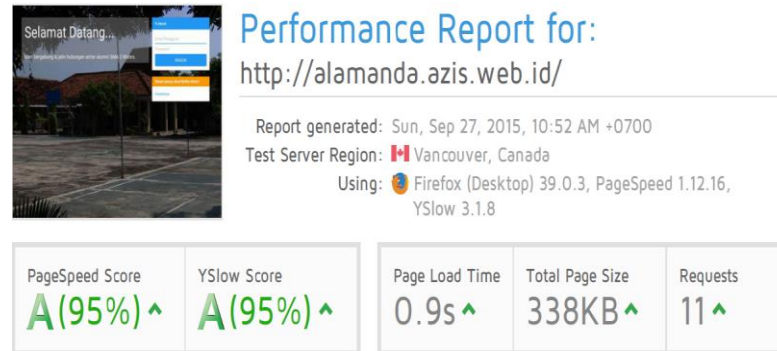 Selamat Datang...
Performance Report for:
http://alamanda.azis.web.id/
Report generated: Sun, Sep 27, 2015, 10:52 AM +0700
Test Server Region: Vancouver, Canada
Using: Firefox (Desktop) 39.0.3, PageSpeed 1.12.16,
YSlow 3.1.8
PageSpeed Score
A (95%)
YSlow Score
A (95%)
Page Load Time
0.9s
Total Page Size
338KB
Requests
11